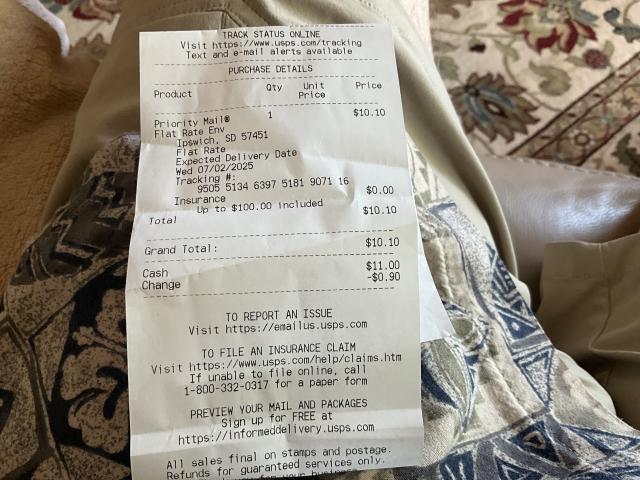 TRACK STATUS ONLINE
Visit https://www.usps.com/tracking
Text and e-mail alerts available
PURCHASE DETAILS
Product Qty Unit Price Price
Priority Mail® 1 $10.10
Flat Rate Env
Ipswich, SD 57451
Flat Rate
Expected Delivery Date
Wed 07/02/2025
Tracking #:
9505 5134 6397 5181 9071 16
Insurance $0.00
Up to $100.00 included
Total $10.10
Grand Total: $10.10
Cash $11.00
Change -$0.90
TO REPORT AN ISSUE
Visit https://emailus.usps.com
TO FILE AN INSURANCE CLAIM
Visit https://www.usps.com/help/claims.htm
If unable to file online, call
1-800-332-0317 for a paper form
PREVIEW YOUR MAIL AND PACKAGES
Sign up for FREE at
https://informeddelivery.usps.com
All sales final on stamps and postage.
Refunds for guaranteed services only.